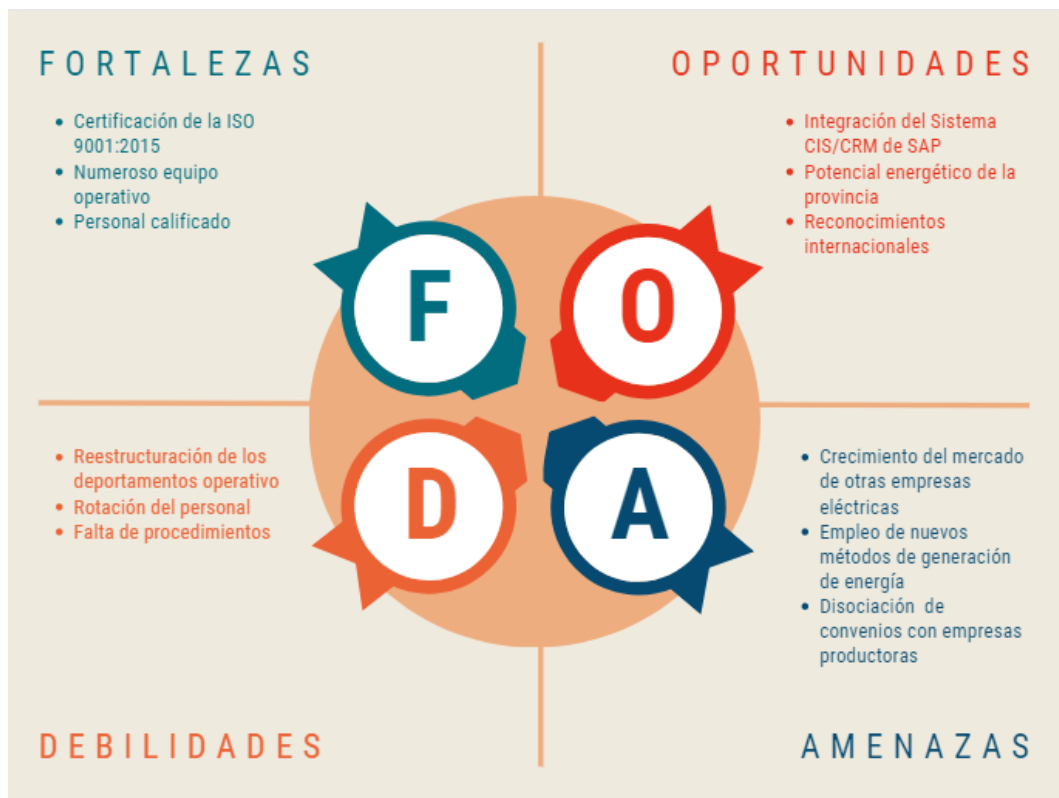 FORTALEZAS
• Certificación de la ISO
9001:2015
• Numeroso equipo
operativo
• Personal calificado
OPORTUNIDADES
• Integración del Sistema
CIS/CRM de SAP
• Potencial energético de la
provincia
• Reconocimientos
internacionales
F
O
D
A
• Reestructuración de los
deportamentos operativo
• Rotación del personal
• Falta de procedimientos
DEBILIDADES
• Crecimiento del mercado
de otras empresas
eléctricas
• Empleo de nuevos
métodos de generación
de energía
• Disociación de
convenios con empresas
productoras
AMENAZAS